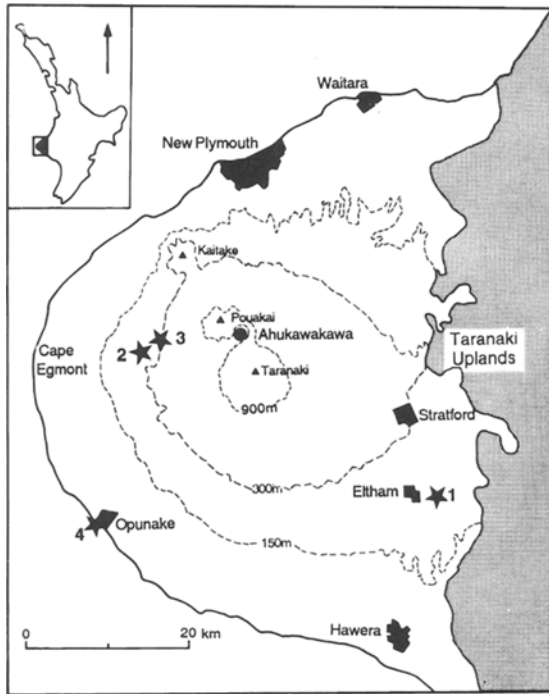 Waitara
New Plymouth
Kaitake
Pouakai
Ahukawakawa
3
2
Cape
Egmont
Taranaki
Taranaki
Uplands
900m
Stratford
300m
Eltham
1
4
Opunake
150m
0
20
km
Hawera